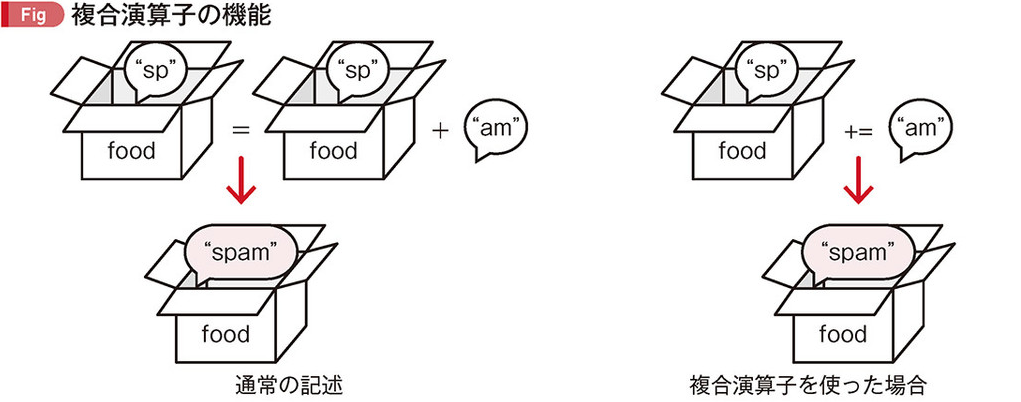 Fig 複合演算子の機能
“sp” “sp” “sp”
food = food + “am” food += “am”
“spam” “spam”
food food
通常の記述 複合演算子を使った場合